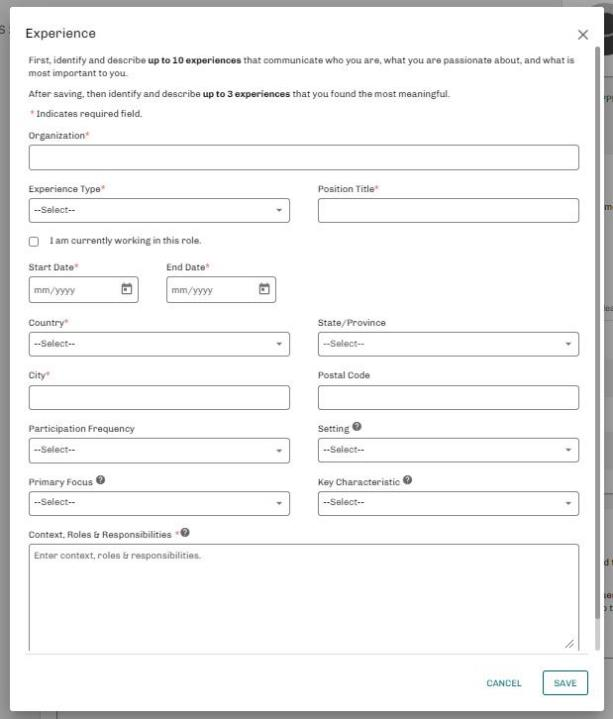 Experience
First, identify and describe up to 10 experiences that communicate who you are, what you are passionate about, and what is
most important to you.
After saving, then identify and describe up to 3 experiences that you found the most meaningful.
* Indicates required field.
Organization*
Experience Type*
Position Title*
--Select--
I am currently working in this role.
Start Date*
End Date*
mm/yyyy
mm/yyyy
Country*
State/Province
--Select--
--Select--
City*
Postal Code
Participation Frequency
Setting ?
--Select--
--Select--
Primary Focus ?
Key Characteristic ?
--Select--
--Select--
Context, Roles & Responsibilities * ?
Enter context, roles & responsibilities.
CANCEL
SAVE